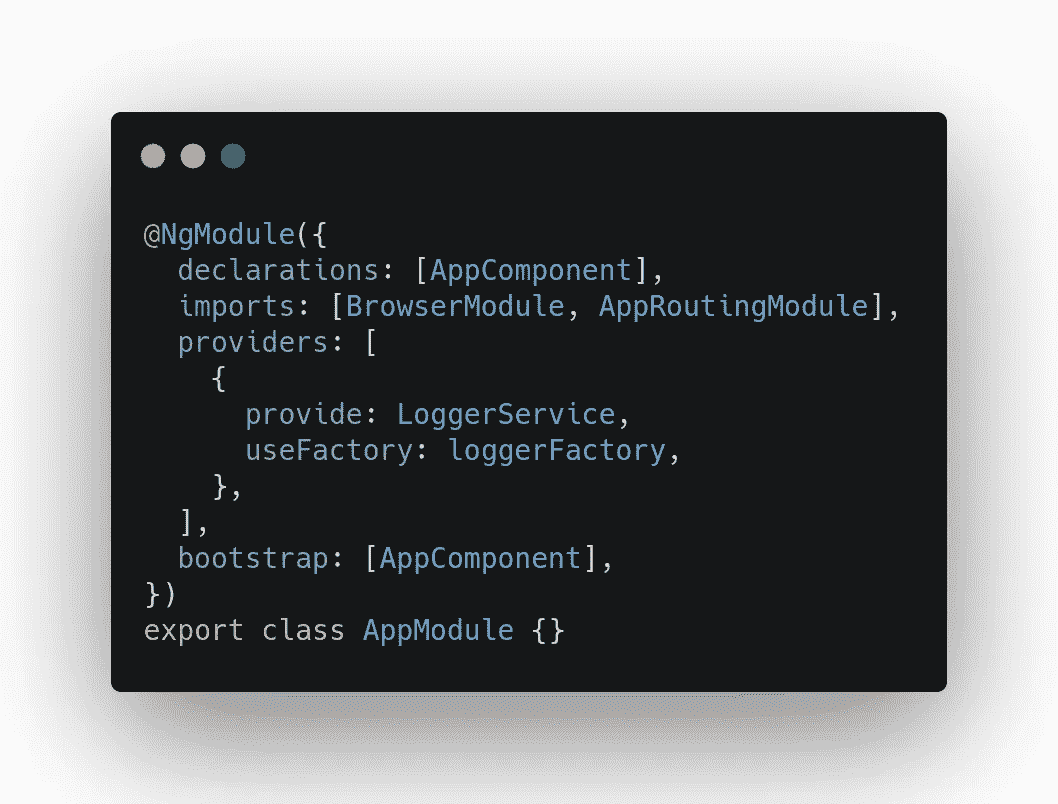 @NgModule({
  declarations: [AppComponent],
  imports: [BrowserModule, AppRoutingModule],
  providers: [
    {
      provide: LoggerService,
      useFactory: loggerFactory,
    },
  ],
  bootstrap: [AppComponent],
})
export class AppModule {}